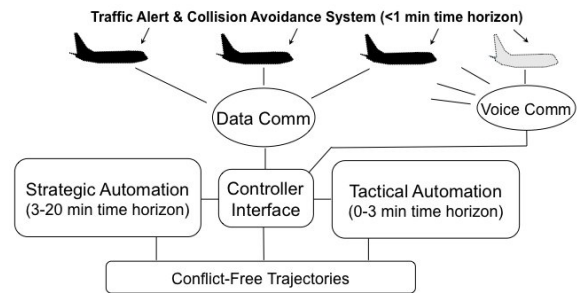 Traffic Alert & Collision Avoidance System (<1 min time horizon)
Data Comm
Voice Comm
Strategic Automation
(3-20 min time horizon)
Controller
Interface
Tactical Automation
(0-3 min time horizon)
Conflict-Free Trajectories